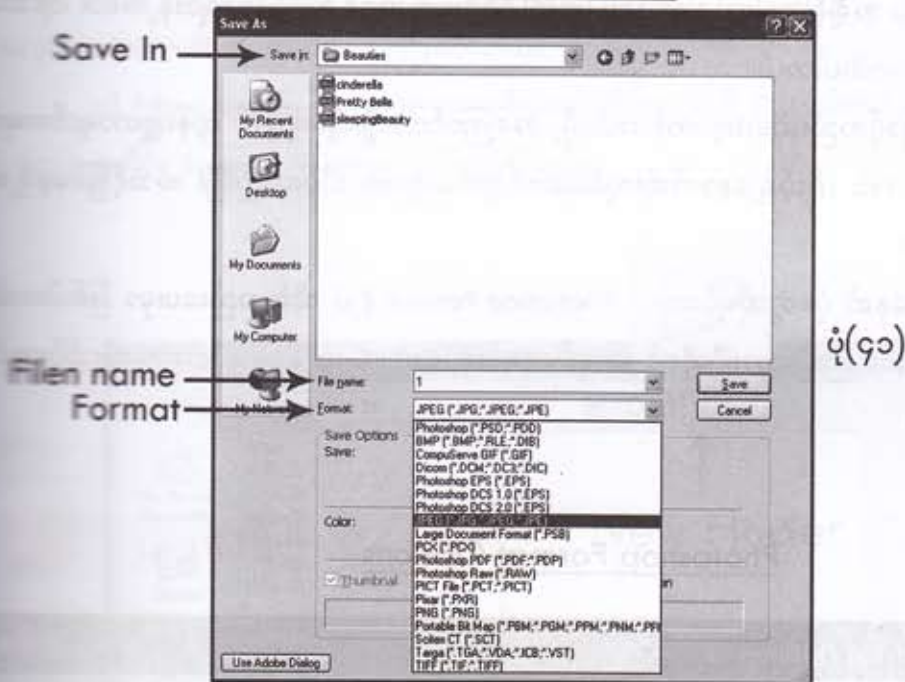 Save As
Save In
Save in:
Beauties
cinderella
Pretty Bella
sleepingBeauty
My Recent
Documents
Desktop
My Documents
My Computer
ပုံ(၄၁)
Filen name
File name:
1
Save
Format
My Network
Format:
JPEG (*.JPG;*.JPEG;*.JPE)
Cancel
Save Options
Save:
Color:
Thumbnail
Photoshop (*.PSD;*.PDD)
BMP (*.BMP;*.RLE;*.DIB)
CompuServe GIF (*.GIF)
Dicom (*.DCM;*.DC3;*.DIC)
Photoshop EPS (*.EPS)
Photoshop DCS 1.0 (*.EPS)
Photoshop DCS 2.0 (*.EPS)
JPEG (*.JPG;*.JPEG;*.JPE)
Large Document Format (*.PSB)
PCX (*.PCX)
Photoshop PDF (*.PDF;*.PDP)
Photoshop Raw (*.RAW)
PICT File (*.PCT;*.PICT)
Pixar (*.PXR)
PNG (*.PNG)
Portable Bit Map (*.PBM;*.PGM;*.PPM;*.PNM;*.PFM
Scitex CT (*.SCT)
Targa (*.TGA;*.VDA;*.ICB;*.VST)
TIFF (*.TIF;*.TIFF)
Use Adobe Dialog